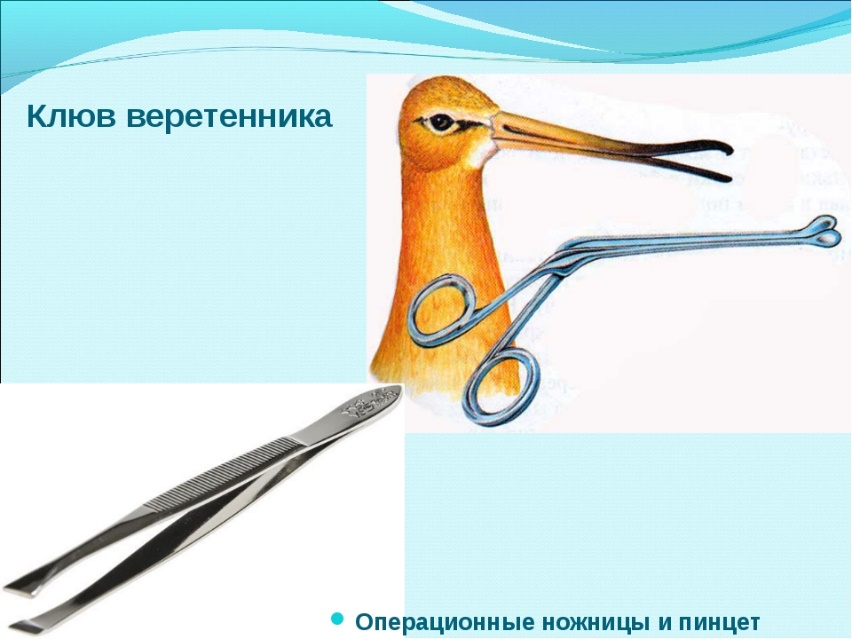 Клюв веретенника
Операционные ножницы и пинцет